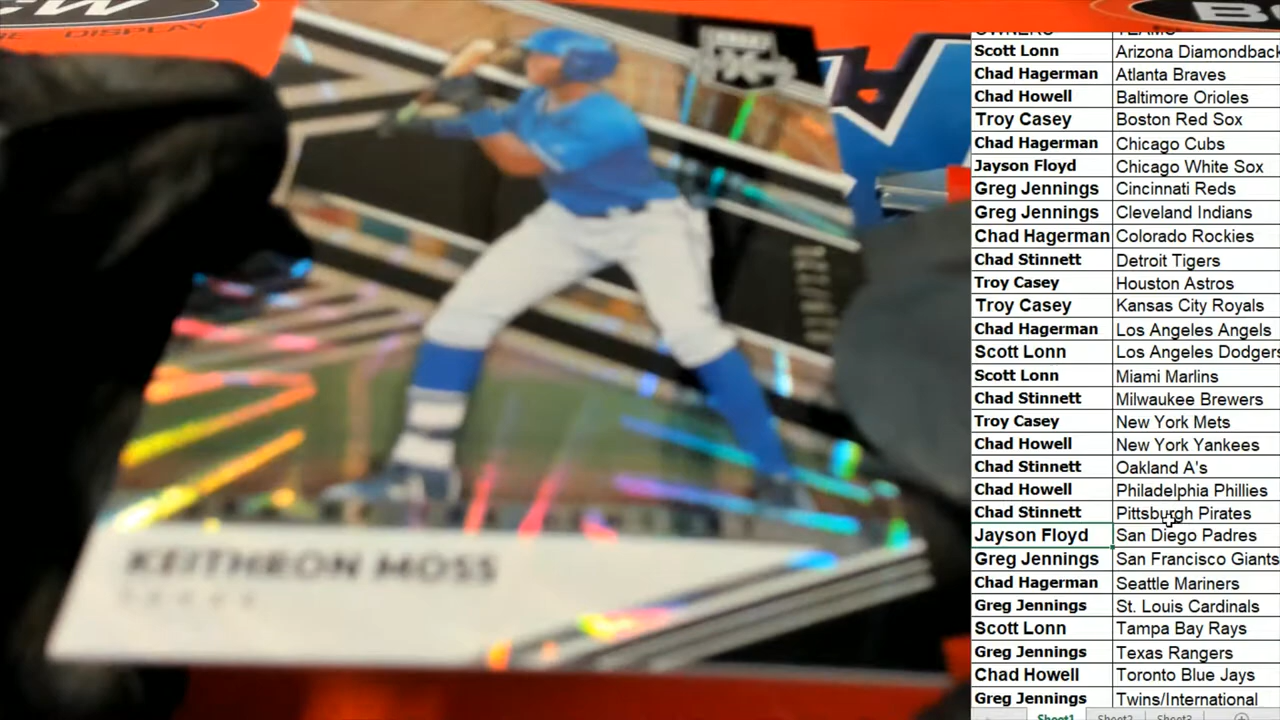 DISPLAY
KEITHRON MOSS
OWNERS TEAMS
Scott Lonn Arizona Diamondback
Chad Hagerman Atlanta Braves
Chad Howell Baltimore Orioles
Troy Casey Boston Red Sox
Chad Hagerman Chicago Cubs
Jayson Floyd Chicago White Sox
Greg Jennings Cincinnati Reds
Greg Jennings Cleveland Indians
Chad Hagerman Colorado Rockies
Chad Stinnett Detroit Tigers
Troy Casey Houston Astros
Troy Casey Kansas City Royals
Chad Hagerman Los Angeles Angels
Scott Lonn Los Angeles Dodgers
Scott Lonn Miami Marlins
Chad Stinnett Milwaukee Brewers
Troy Casey New York Mets
Chad Howell New York Yankees
Chad Stinnett Oakland A's
Chad Howell Philadelphia Phillies
Chad Stinnett Pittsburgh Pirates
Jayson Floyd San Diego Padres
Greg Jennings San Francisco Giants
Chad Hagerman Seattle Mariners
Greg Jennings St. Louis Cardinals
Scott Lonn Tampa Bay Rays
Greg Jennings Texas Rangers
Chad Howell Toronto Blue Jays
Greg Jennings Twins/International
Sheet1 Sheet2 Sheet3